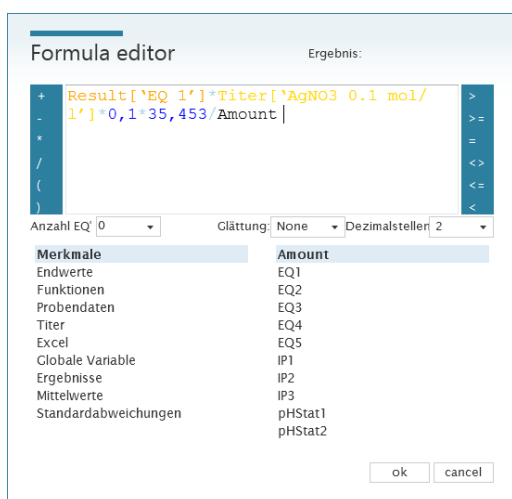 Formula editor
Ergebnis:
+
-
*
/
(
)
Result[‘EQ 1’]*Titer[‘AgNO3 0.1 mol/
l’]*0,1*35,453/Amount
>
>=
=
<>
<=
<
Anzahl EQ' 0
Glättung: None
Dezimalstellen 2
Merkmale
Endwerte
Funktionen
Probendaten
Titer
Excel
Globale Variable
Ergebnisse
Mittelwerte
Standardabweichungen
Amount
EQ1
EQ2
EQ3
EQ4
EQ5
IP1
IP2
IP3
pHStat1
pHStat2
ok
cancel